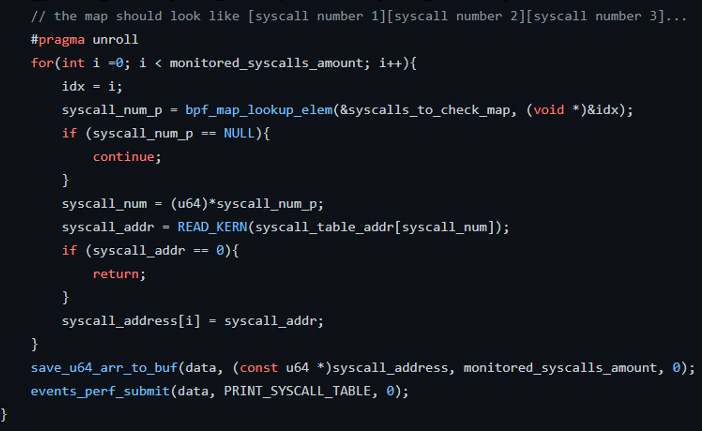 // the map should look like [syscall number 1][syscall number 2][syscall number 3]...
#pragma unroll
for(int i =0; i < monitored_syscalls_amount; i++){
idx = i;
syscall_num_p = bpf_map_lookup_elem(&syscalls_to_check_map, (void *)&idx);
if (syscall_num_p == NULL){
continue;
}
syscall_num = (u64)*syscall_num_p;
syscall_addr = READ_KERN(syscall_table_addr[syscall_num]);
if (syscall_addr == 0){
return;
}
syscall_address[i] = syscall_addr;
}
save_u64_arr_to_buf(data, (const u64 *)syscall_address, monitored_syscalls_amount, 0);
events_perf_submit(data, PRINT_SYSCALL_TABLE, 0);
}